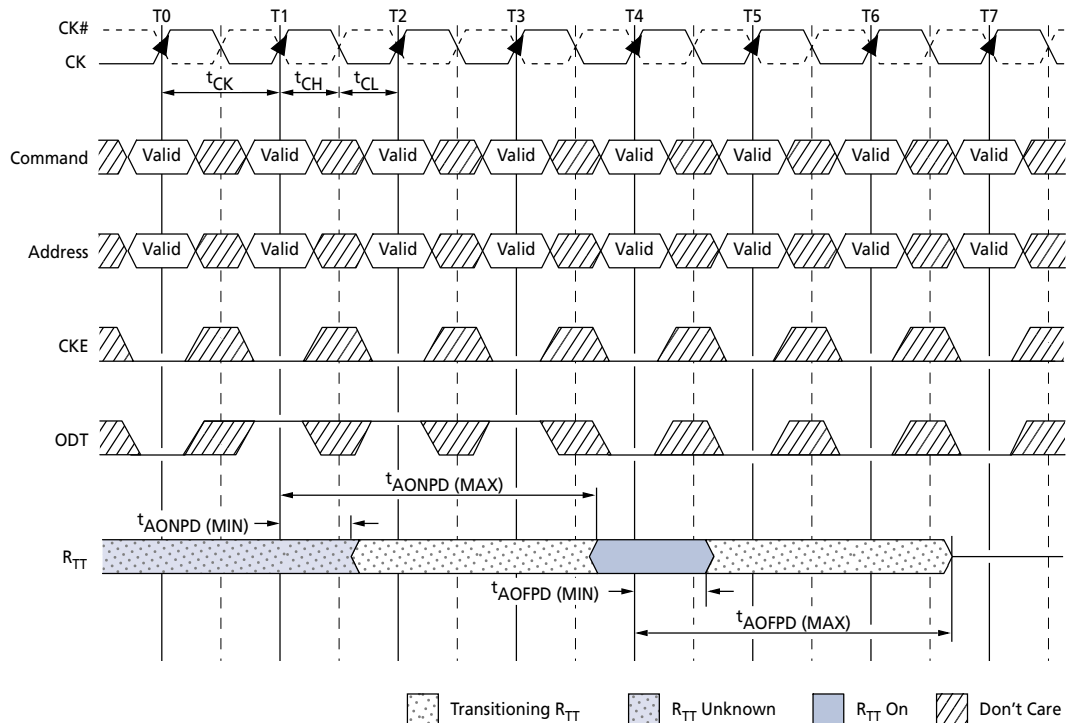 T0 T1 T2 T3 T4 T5 T6 T7
CK#
CK
tCK tCH tCL
Command Valid Valid Valid Valid Valid Valid Valid Valid
Address Valid Valid Valid Valid Valid Valid Valid Valid
CKE
ODT
tAONPD (MAX)
tAONPD (MIN)
RTT
tAOFPD (MIN)
tAOFPD (MAX)
Transitioning RTT RTT Unknown RTT On Don't Care